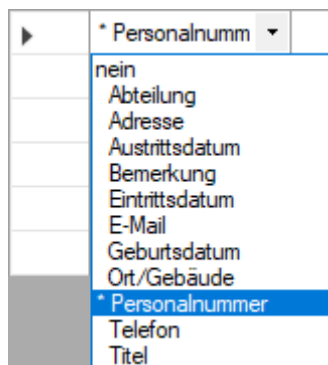 * Personalnumm
nein
Abteilung
Adresse
Austrittsdatum
Bemerkung
Eintrittsdatum
E-Mail
Geburtsdatum
Ort/Gebäude
* Personalnummer
Telefon
Titel